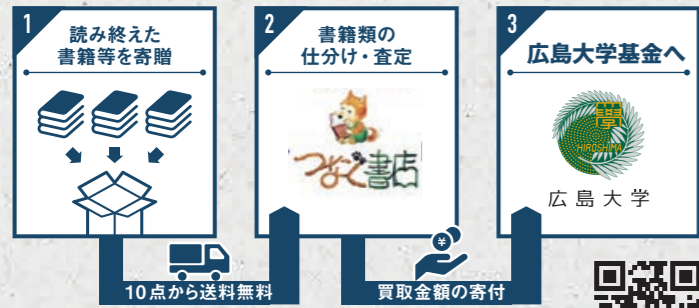 1
読み終えた
書籍等を寄贈
10点から送料無料
2
書籍類の
仕分け・査定
つなぐ書店
買取金額の寄付
¥
3
広島大学基金へ
學
HIROSHIMA
広島大学